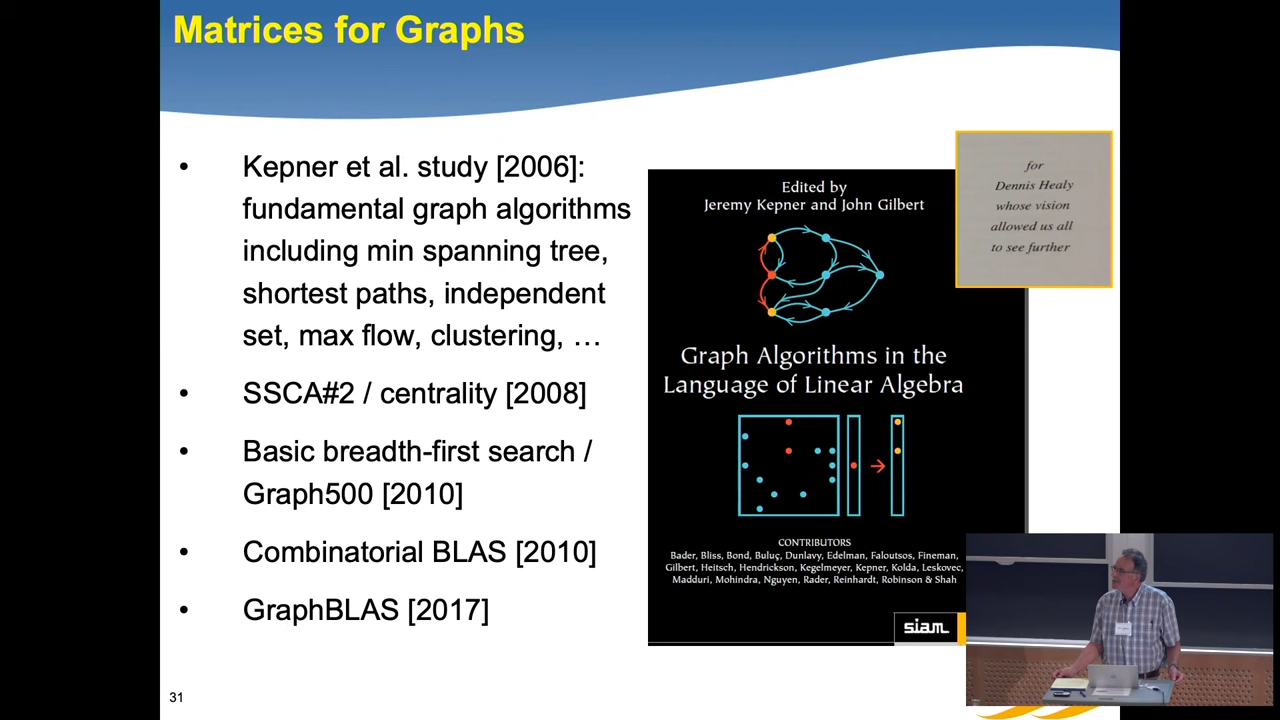 Matrices for Graphs
• Kepner et al. study [2006]:
fundamental graph algorithms
including min spanning tree,
shortest paths, independent
set, max flow, clustering, …
• SSCA#2 / centrality [2008]
• Basic breadth-first search /
Graph500 [2010]
• Combinatorial BLAS [2010]
• GraphBLAS [2017]
31
Edited by
Jeremy Kepner and John Gilbert
Graph Algorithms in the
Language of Linear Algebra
CONTRIBUTORS
Bader, Bliss, Bond, Buluç, Dunlavy, Edelman, Faloutsos, Fineman,
Gilbert, Heitsch, Hendrickson, Kegelmeyer, Kepner, Kolda, Leskovec,
Madduri, Mohindra, Nguyen, Rader, Reinhardt, Robinson & Shah
siam
for
Dennis Healy
whose vision
allowed us all
to see further